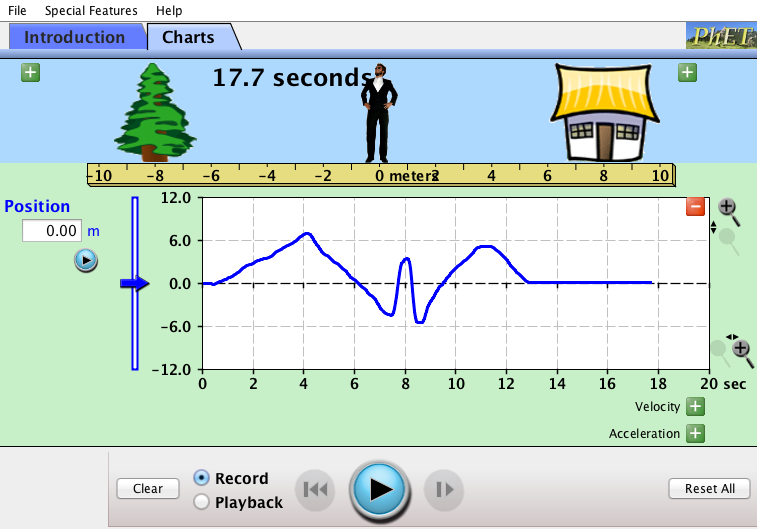 File Special Features Help
Introduction Charts
PhET
17.7 seconds
−10 −8 −6 −4 −2 0 meters 2 4 6 8 10
Position
0.00 m
12.0
6.0
0.0
−6.0
−12.0
0 2 4 6 8 10 12 14 16 18 20 sec
Velocity
Acceleration
Clear
Record
Playback
Reset All